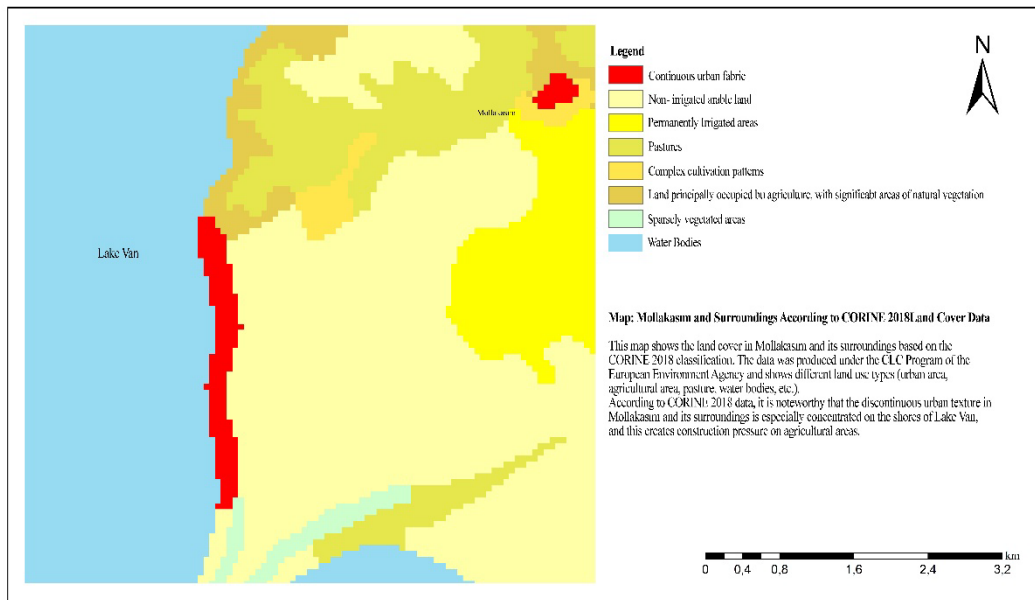 Legend
N
Continuous urban fabric
Non- irrigated arable land
Mollakasım
Permanently Irrigated areas
Pastures
Complex cultivation patterns
Land principally occupied bu agriculture, with significabt areas of natural vegetation
Sparsely vegetated areas
Water Bodies
Lake Van
Map: Mollakasım and Surroundings According to CORINE 2018Land Cover Data
This map shows the land cover in Mollakasım and its surroundings based on the
CORINE 2018 classification. The data was produced under the CLC Program of the
European Environment Agency and shows different land use types (urban area,
agricultural area, pasture, water bodies, etc.).
According to CORINE 2018 data, it is noteworthy that the discontinuous urban texture in
Mollakasım and its surroundings is especially concentrated on the shores of Lake Van,
and this creates construction pressure on agricultural areas.
km
0 0,4 0,8 1,6 2,4 3,2